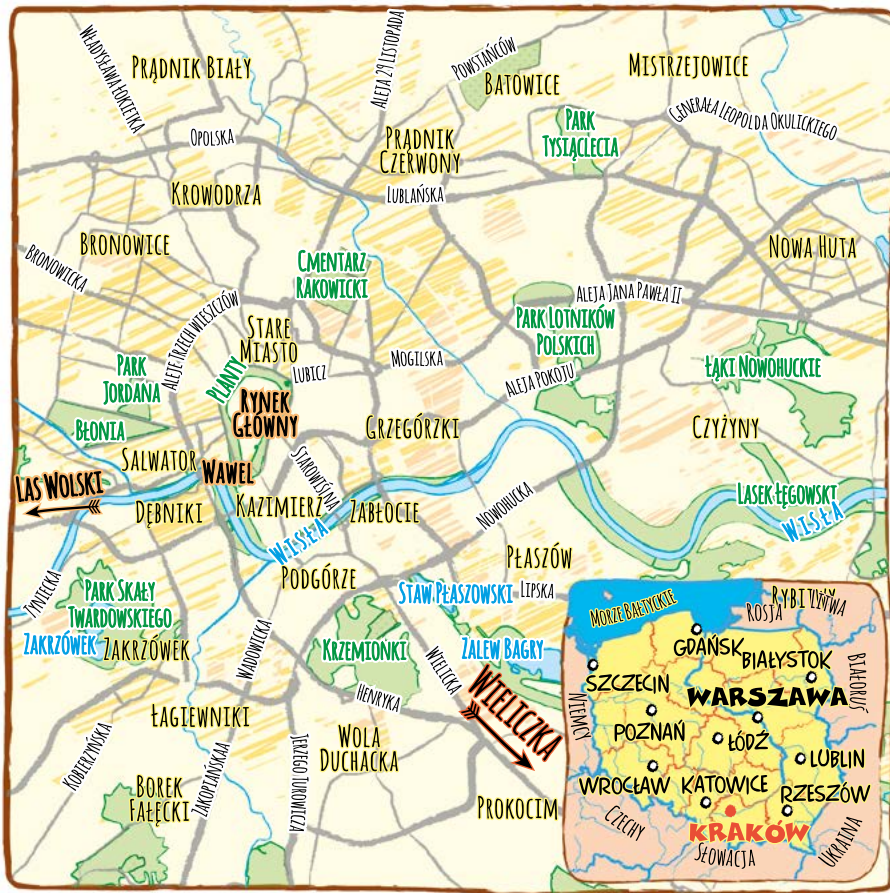 Władysława Łokietka
Prądnik Biały
Aleja 29 Listopada
Powstańców
Batowice
Mistrzejowice
Generała Leopolda Okulickiego
Opolska
Prądnik
Czerwony
Park
Tysiąclecia
Krowodrza
Lublańska
Bronowice
Bronowicka
Nowa Huta
Cmentarz
Rakowicki
Aleja Jana Pawła II
Aleje Trzech Wieszczów
Stare
Miasto
Park Lotników
Polskich
Mogilska
Lubicz
Park
Jordana
Planty
Aleja Pokoju
Łąki Nowohuckie
Rynek
Główny
Błonia
Grzegórzki
Czyżyny
Salwator
Wawel
Starowiślna
Las Wolski
Dębniki
Kazimierz
Zabłocie
Nowohucka
Lasek Łęgowski
Wisła
Wisła
Płaszów
Podgórze
Tyniecka
Park Skały
Twardowskiego
Staw Płaszowski
Lipska
Zakrzówek
Zakrzówek
Wadowicka
Krzemionki
Wielicka
Zalew Bagry
Wieliczka
Henryka
Łagiewniki
Kobierzyńska
Zakopiańskaa
Jerzego Turowicza
Wola
Duchacka
Borek
Fałęcki
Prokocim
Rybitwy
Morze Bałtyckie
Rosja
Litwa
Gdańsk
Białystok
Białoruś
Szczecin
Warszawa
Niemcy
Poznań
Łódź
Lublin
Wrocław
Katowice
Rzeszów
Czechy
Kraków
Słowacja
Ukraina